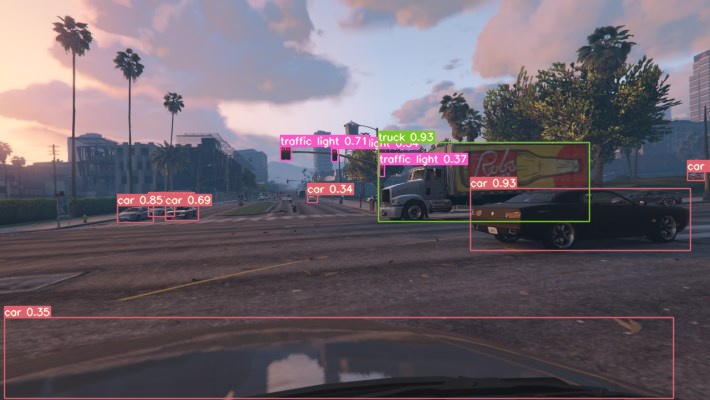 traffic light 0.71
truck 0.93
traffic light 0.37
car 0.93
car
car 0.85
car 0.69
car 0.34
car 0.35